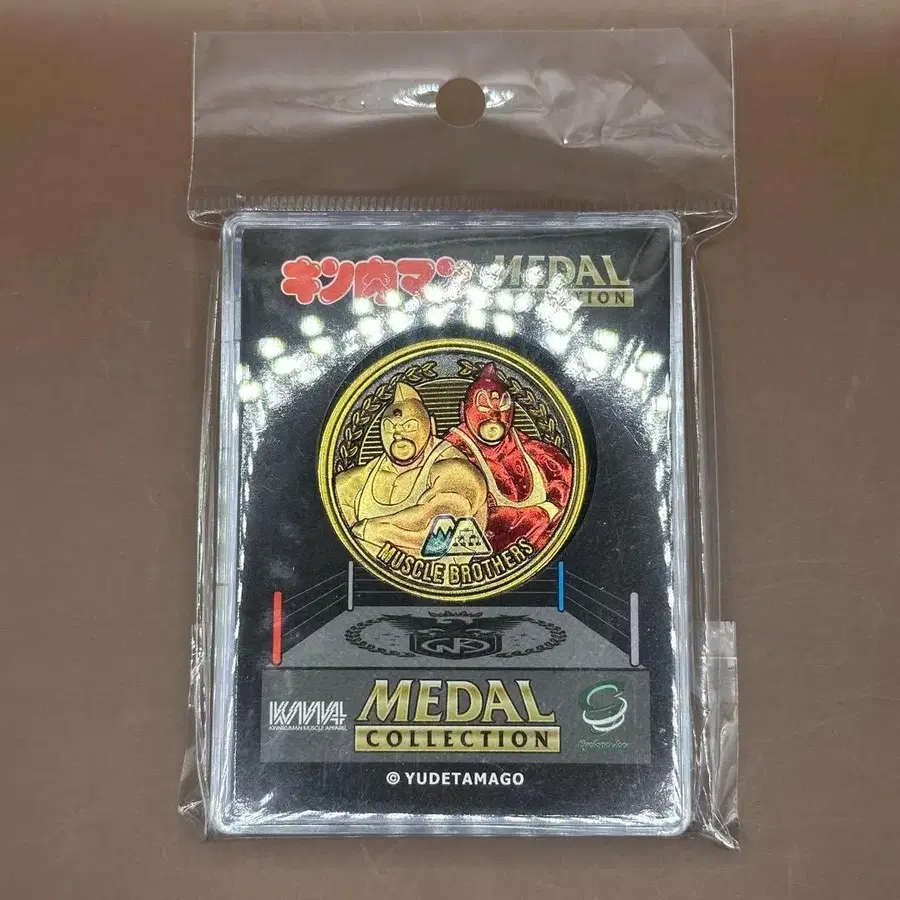 キン肉マン MEDAL
COLLECTION
MUSCLE BROTHERS
KINNIKUMAN MUSCLE APPAREL
MEDAL
COLLECTION
© YUDETAMAGO